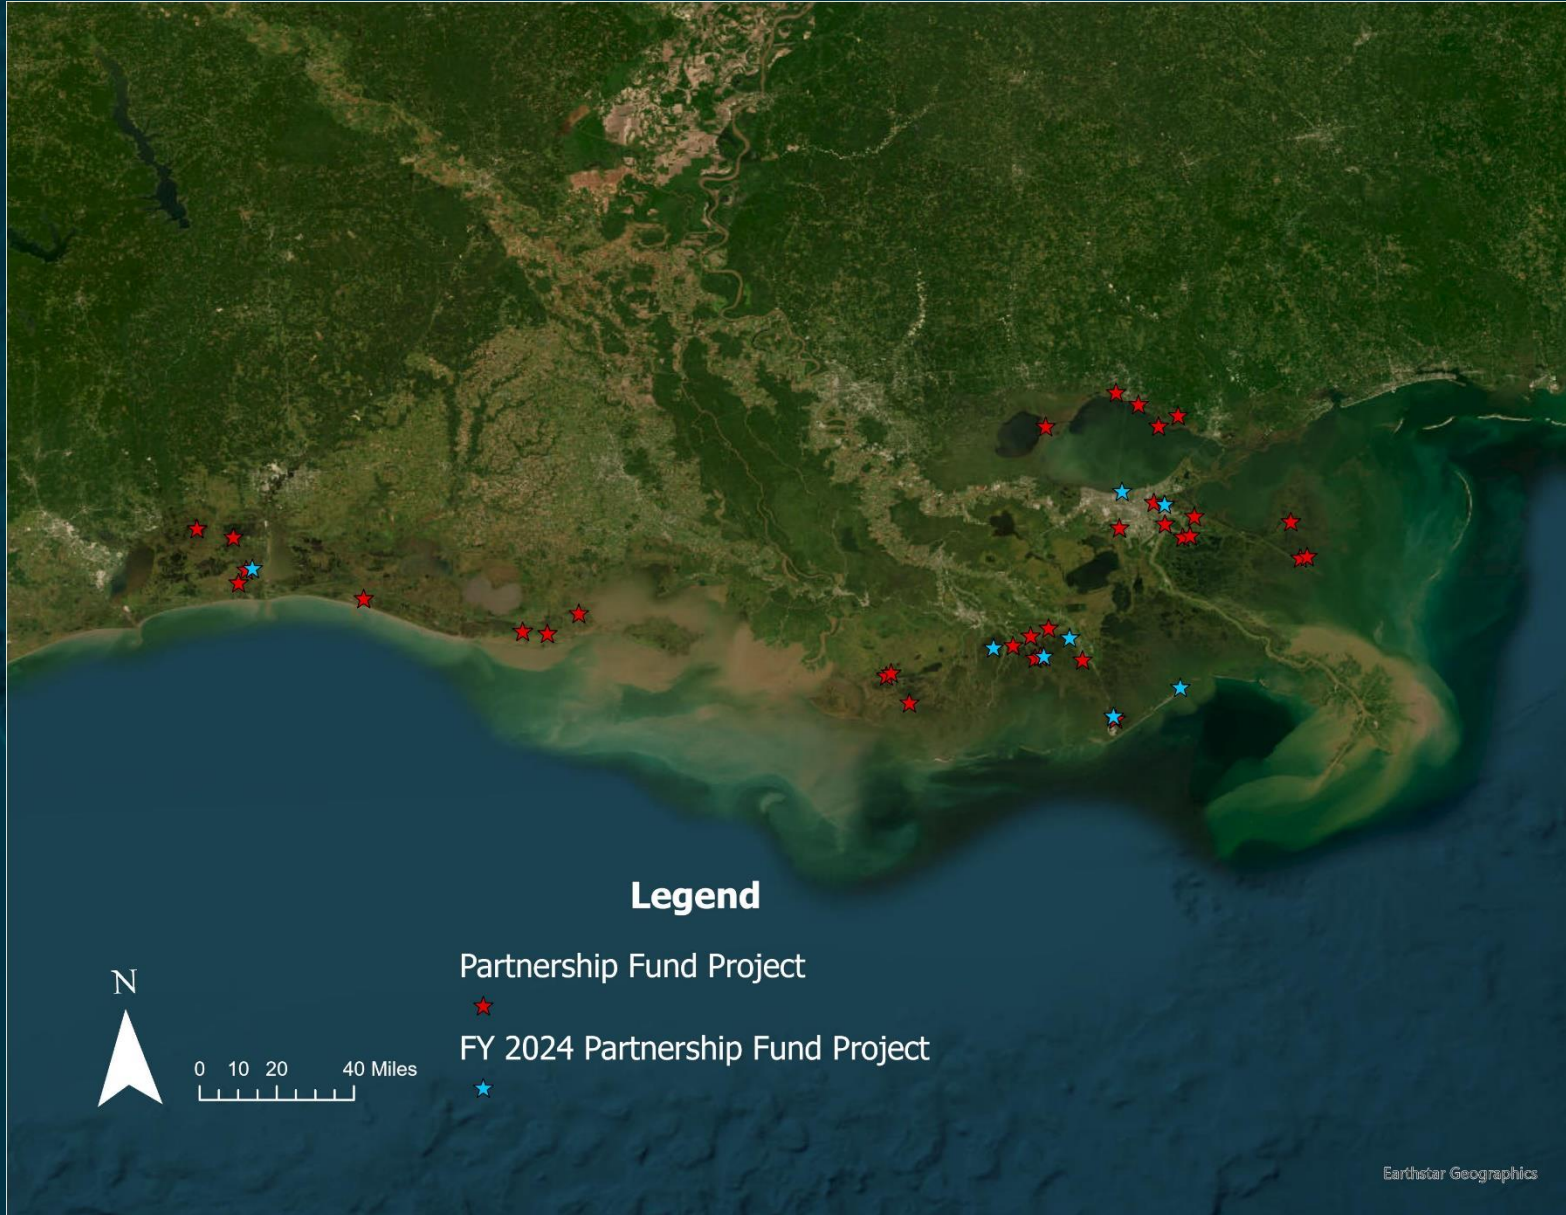 Legend
Partnership Fund Project
FY 2024 Partnership Fund Project
N
0 10 20 40 Miles
Earthstar Geographics